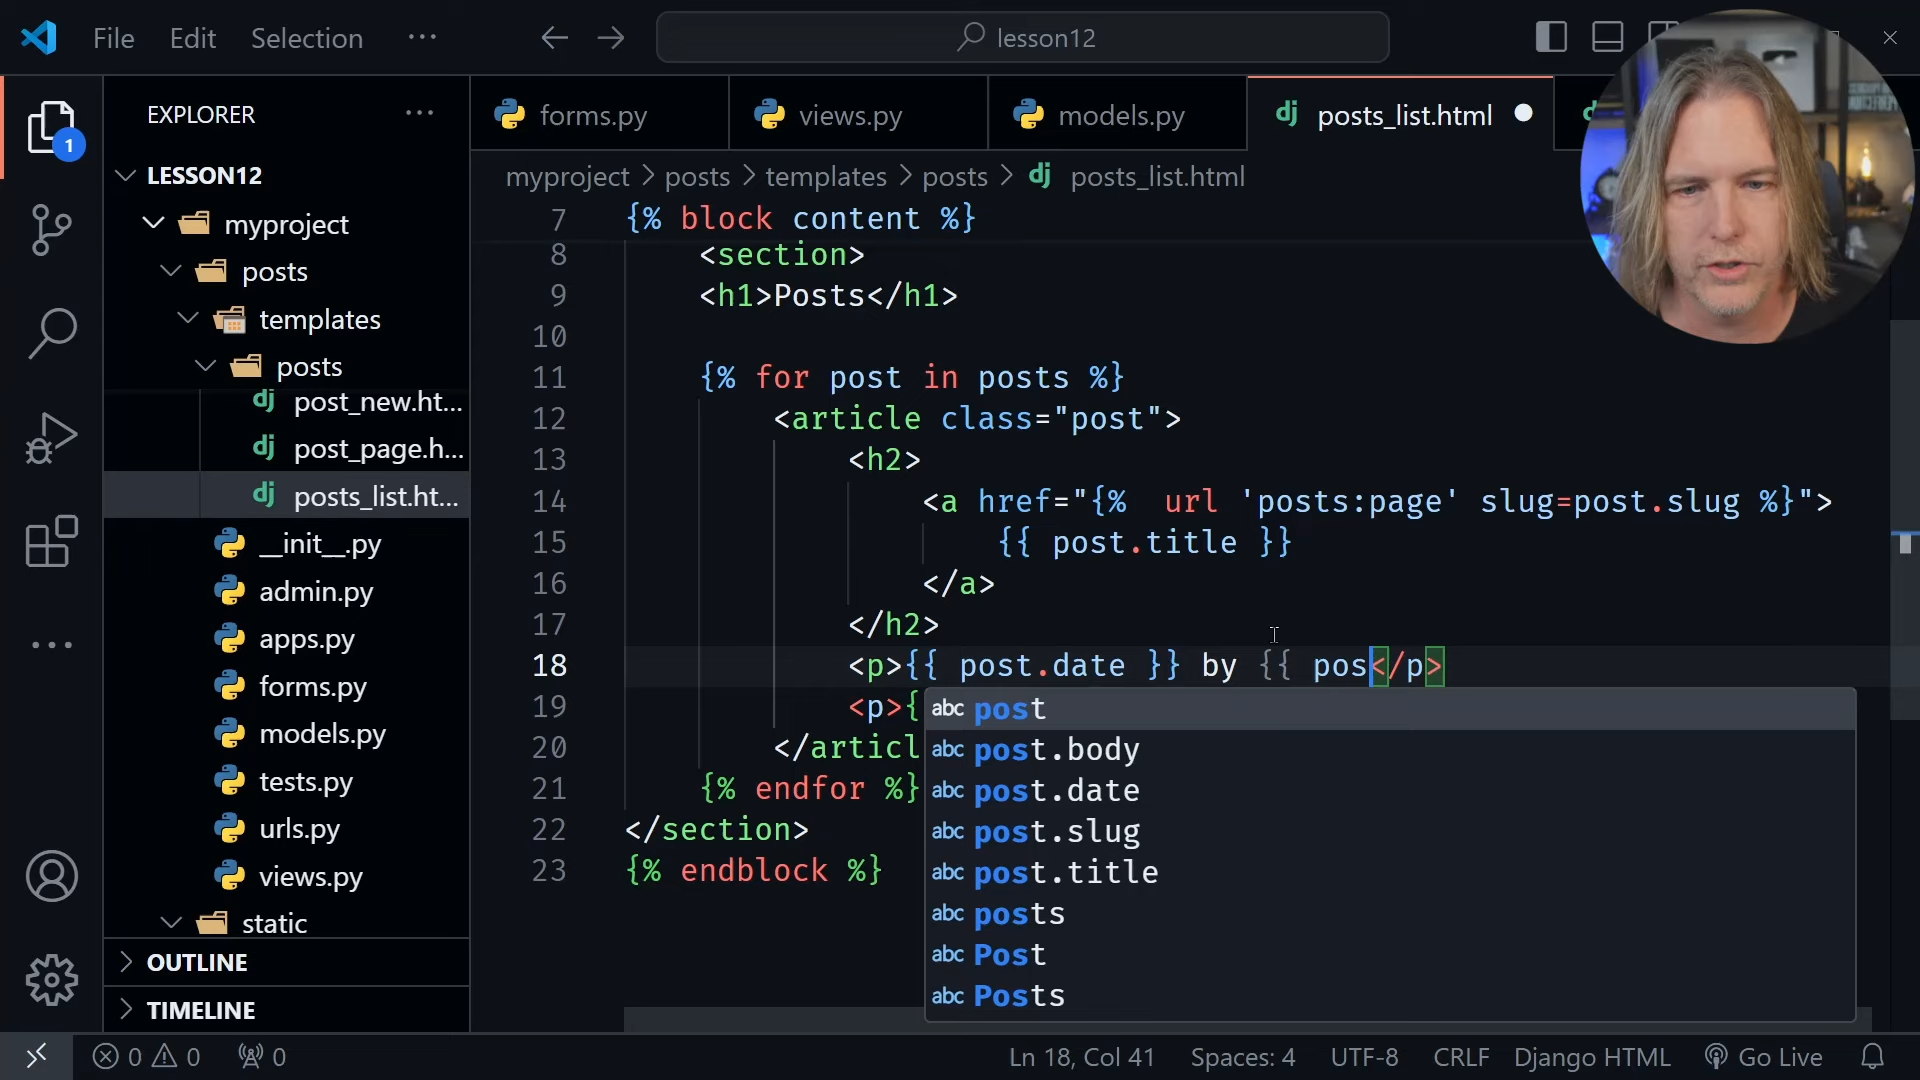 File Edit Selection ··· lesson12
EXPLORER ···
forms.py
views.py
models.py
posts_list.html
myproject > posts > templates > posts > posts_list.html
1
LESSON12
myproject
posts
templates
posts
post_new.ht...
post_page.h...
posts_list.ht...
__init__.py
admin.py
apps.py
forms.py
models.py
tests.py
urls.py
views.py
static
OUTLINE
TIMELINE
7 {% block content %}
8 <section>
9 <h1>Posts</h1>
10
11 {% for post in posts %}
12 <article class="post">
13 <h2>
14 <a href="{%  url 'posts:page' slug=post.slug %}">
15 {{ post.title }}
16 </a>
17 </h2>
18 <p>{{ post.date }} by {{ pos</p>
19 <p>{
20 </articl
21 {% endfor %}
22 </section>
23 {% endblock %}
abc post
abc post.body
abc post.date
abc post.slug
abc post.title
abc posts
abc Post
abc Posts
0 0 0 Ln 18, Col 41 Spaces: 4 UTF-8 CRLF Django HTML Go Live